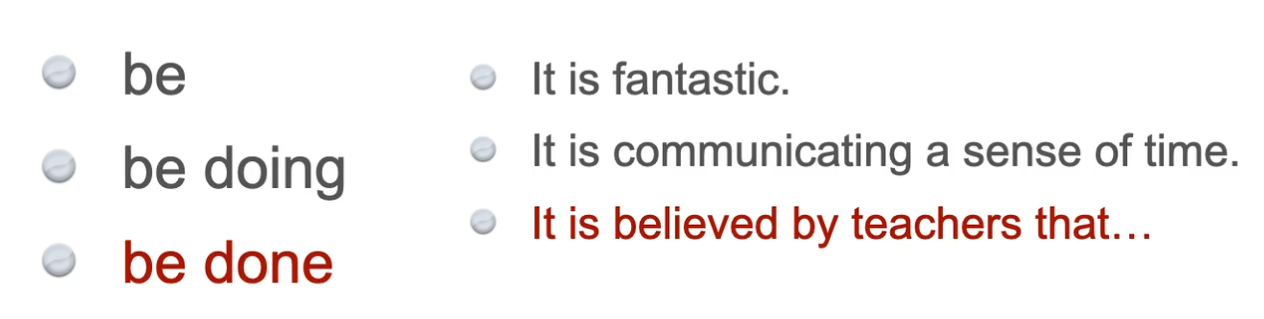 be
be doing
be done
It is fantastic.
It is communicating a sense of time.
It is believed by teachers that…